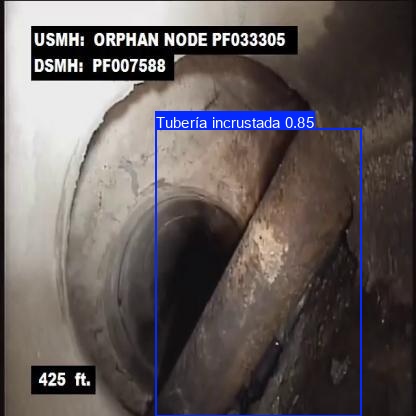 USMH: ORPHAN NODE PF033305
DSMH: PF007588
Tubería incrustada 0.85
425 ft.